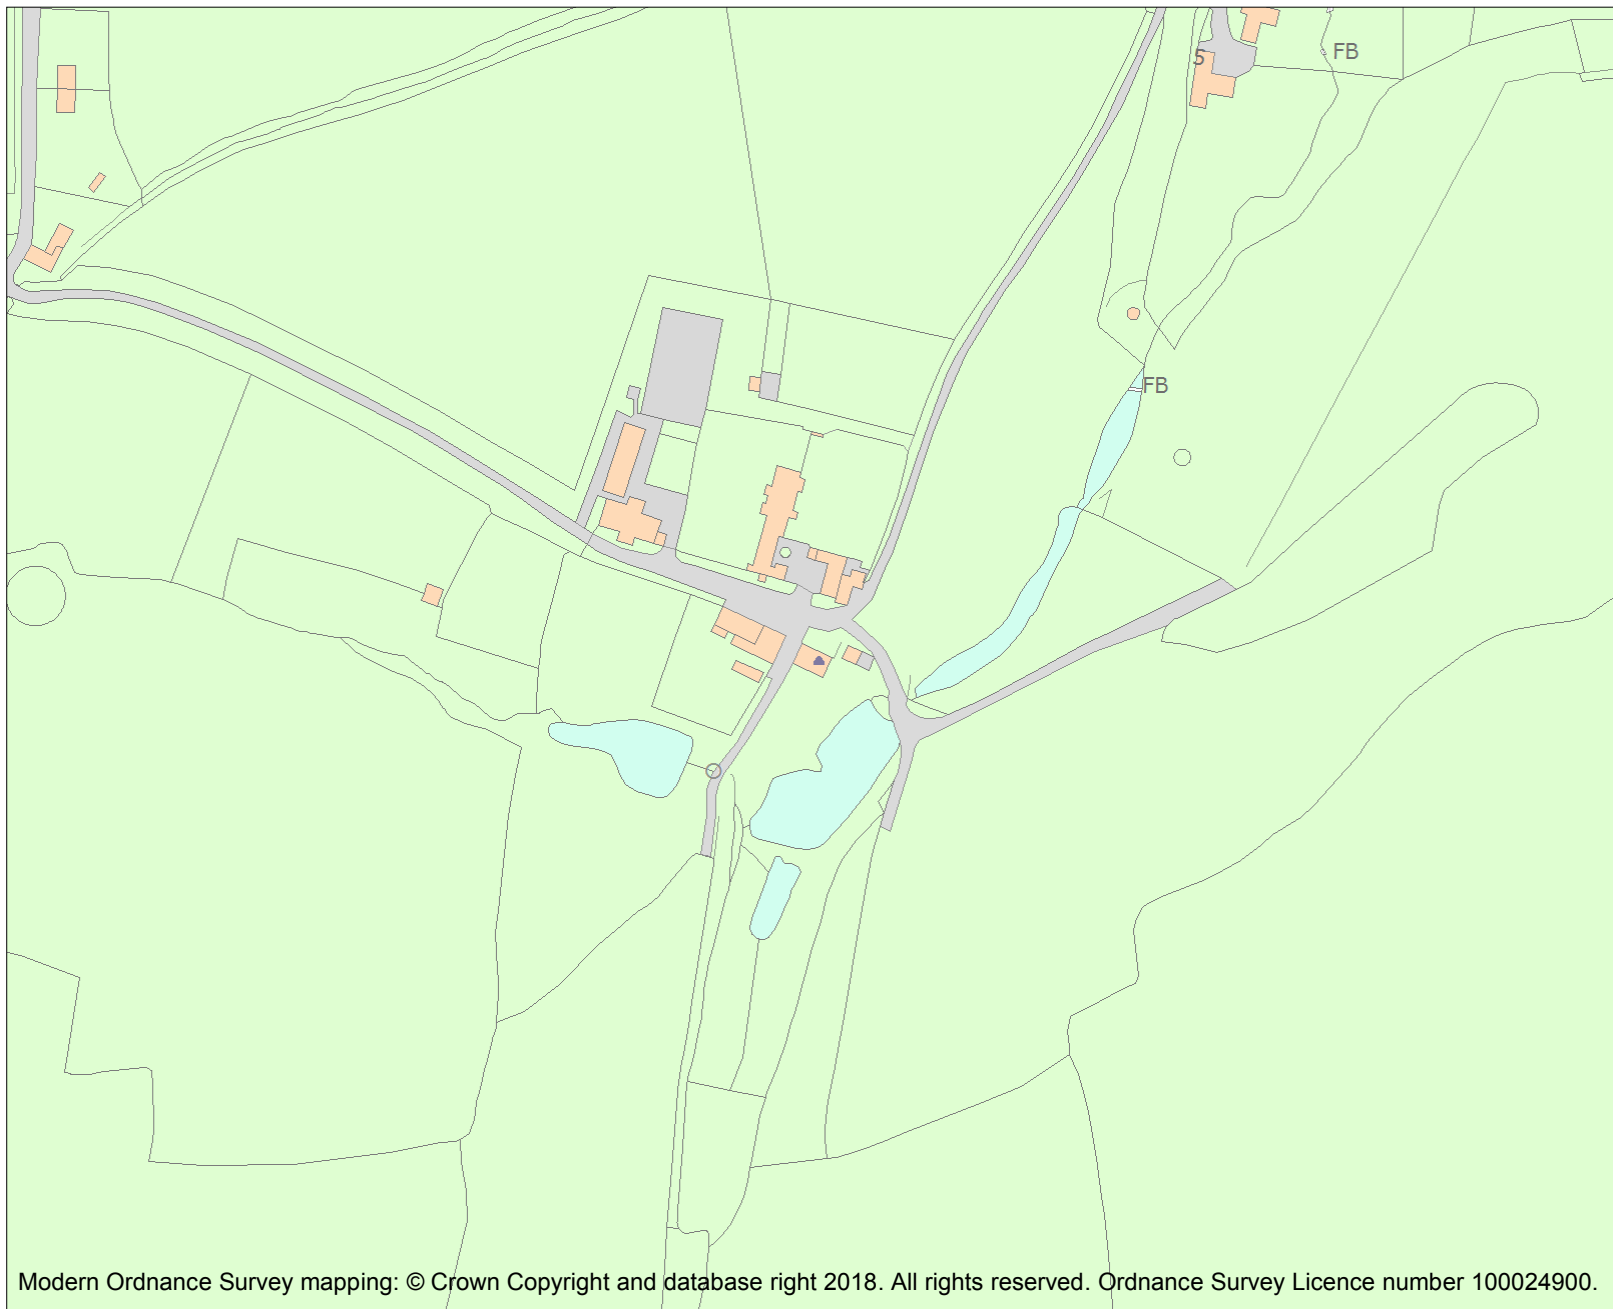 S
FB
FB
Modern Ordnance Survey mapping: © Crown Copyright and database right 2018. All rights reserved. Ordnance Survey Licence number 100024900.